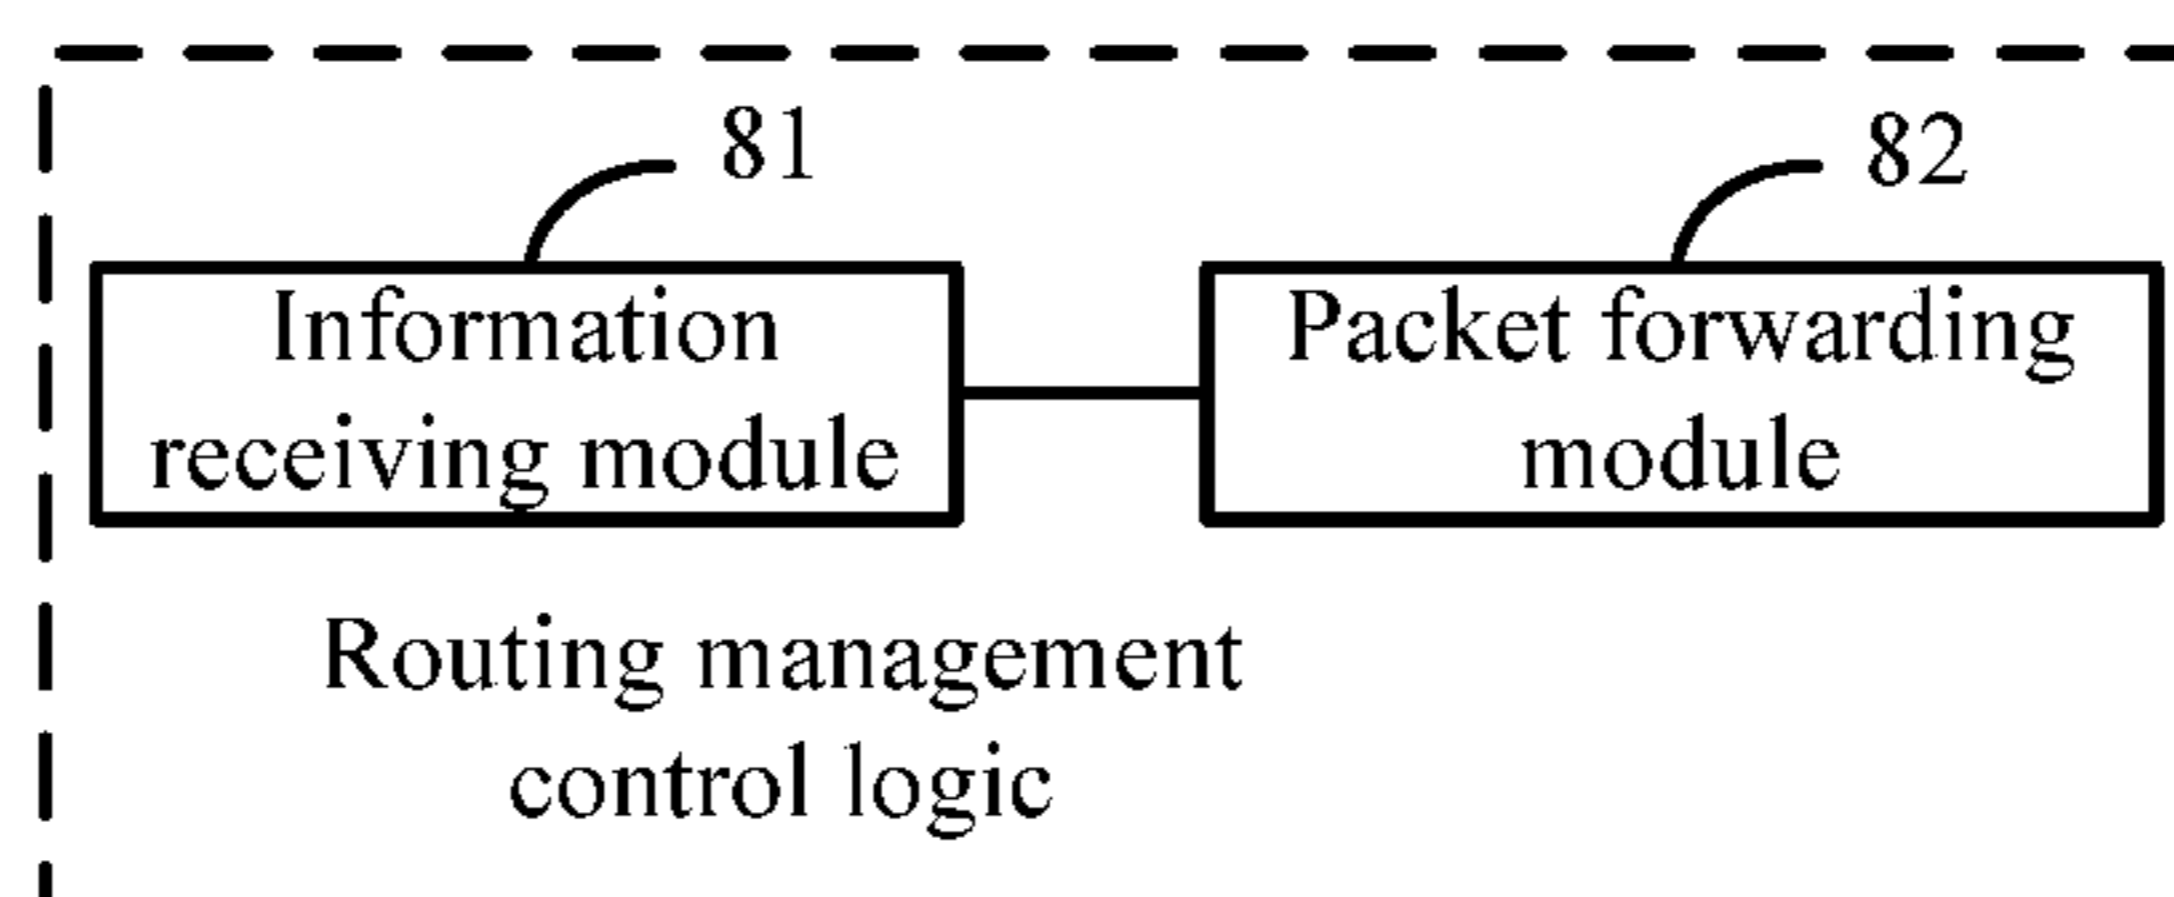 81
82
Information
receiving module
Packet forwarding
module
Routing management
control logic